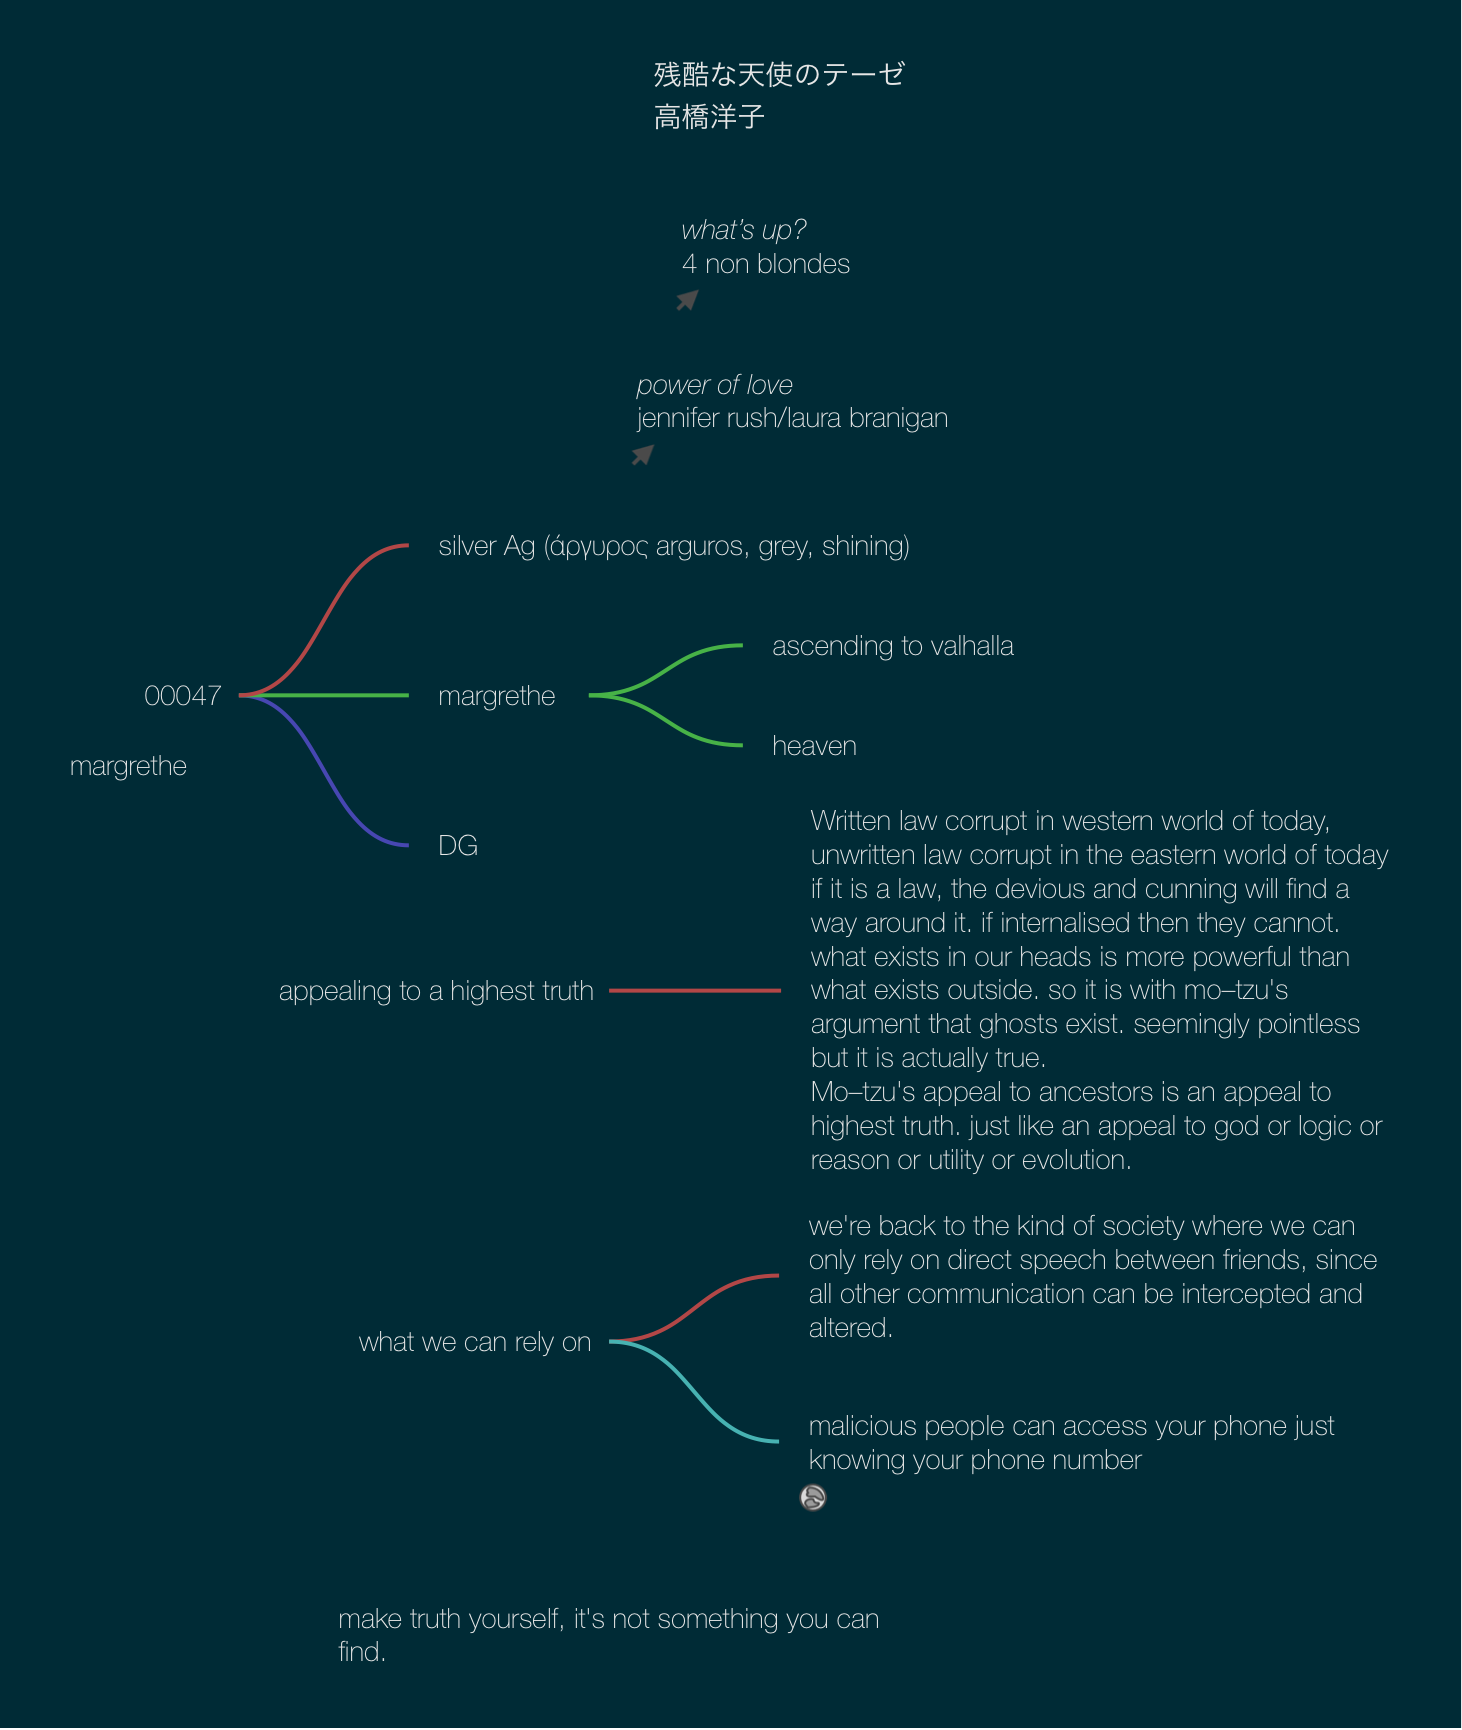 残酷な天使のテーゼ
高橋洋子
what's up?
4 non blondes
power of love
jennifer rush/laura branigan
silver Ag (άργυρος arguros, grey, shining)
ascending to valhalla
00047
margrethe
heaven
margrethe
DG
Written law corrupt in western world of today,
unwritten law corrupt in the eastern world of today
if it is a law, the devious and cunning will find a
way around it. if internalised then they cannot.
what exists in our heads is more powerful than
what exists outside. so it is with mo–tzu's
argument that ghosts exist. seemingly pointless
but it is actually true.
Mo–tzu's appeal to ancestors is an appeal to
highest truth. just like an appeal to god or logic or
reason or utility or evolution.
appealing to a highest truth
we're back to the kind of society where we can
only rely on direct speech between friends, since
all other communication can be intercepted and
altered.
what we can rely on
malicious people can access your phone just
knowing your phone number
make truth yourself, it's not something you can
find.